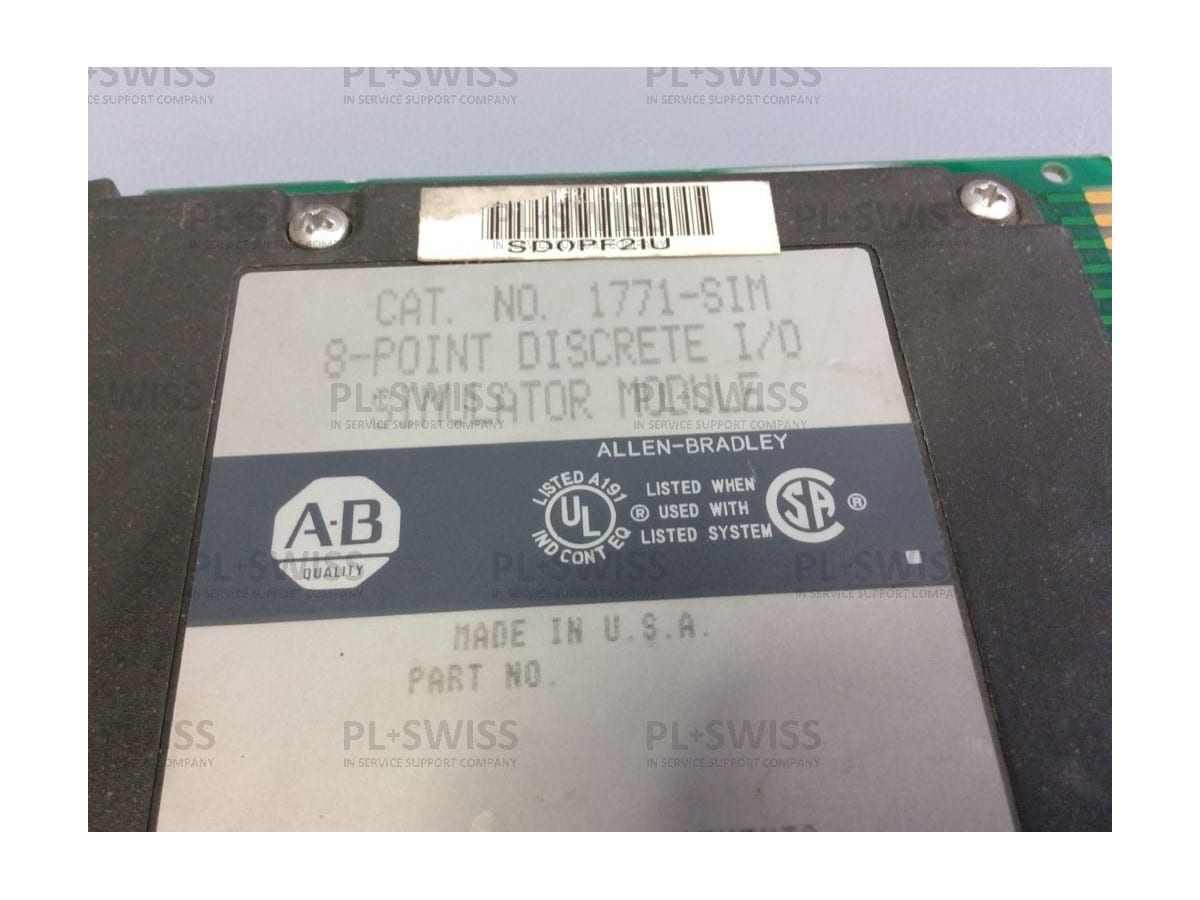 PL+SWISS
IN SERVICE SUPPORT COMPANY
SD0PF2IU
CAT. NO. 1771-SIM
8-POINT DISCRETE I/O
SIMULATOR MODULE
ALLEN-BRADLEY
A-B
QUALITY
LISTED A191
UL
IND CONT EQ
®
LISTED WHEN
USED WITH
LISTED SYSTEM
SA
®
MADE IN U.S.A.
PART NO.